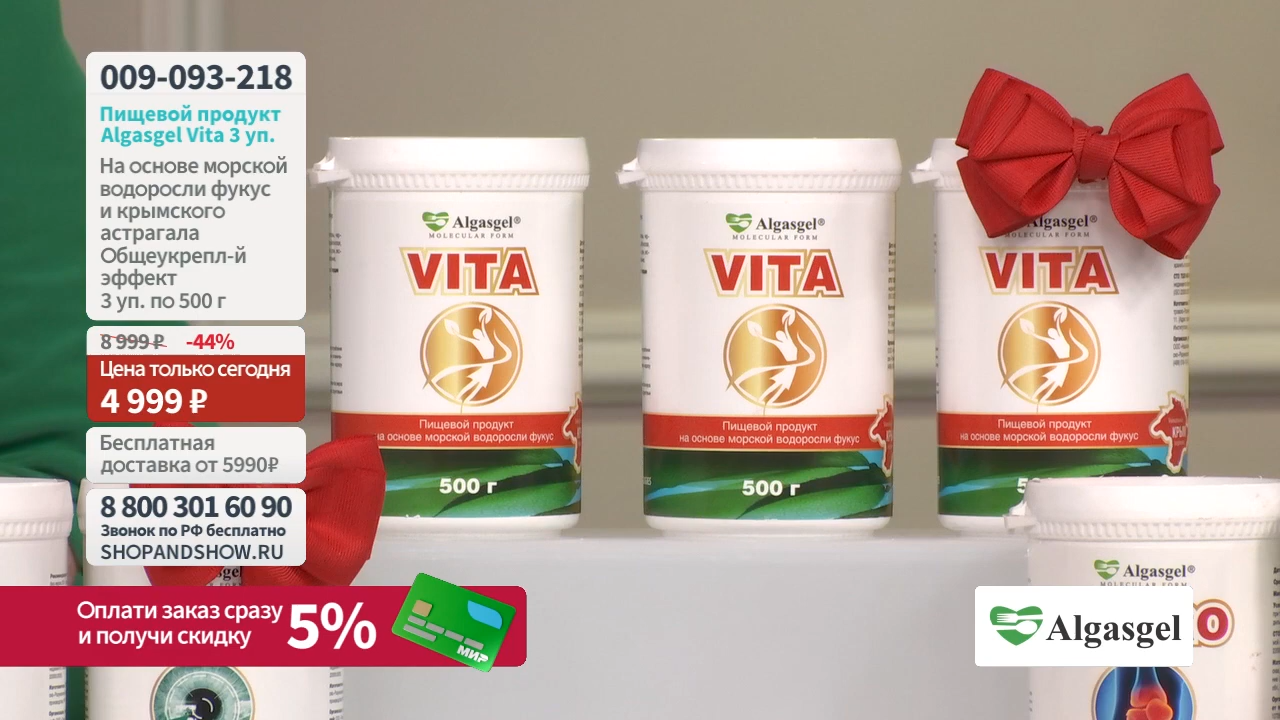 009-093-218
Пищевой продукт
Algasgel Vita 3 уп.
На основе морской
водоросли фукус
и крымского
астрагала
Общеукрепл-й
эффект
3 уп. по 500 г
8 999 ₽ -44%
Цена только сегодня
4 999 ₽
Бесплатная
доставка от 5990₽
8 800 301 60 90
Звонок по РФ бесплатно
SHOPANDSHOW.RU
Оплати заказ сразу
и получи скидку
5%
МИР
Algasgel®
MOLECULAR FORM
VITA
Пищевой продукт
на основе морской водоросли фукус
500 г
Algasgel®
MOLECULAR FORM
VITA
Пищевой продукт
на основе морской водоросли фукус
500 г
Algasgel®
MOLECULAR FORM
VITA
Пищевой продукт
на основе морской водоросли фукус
Algasgel®
MOLECULAR FORM
Algasgel